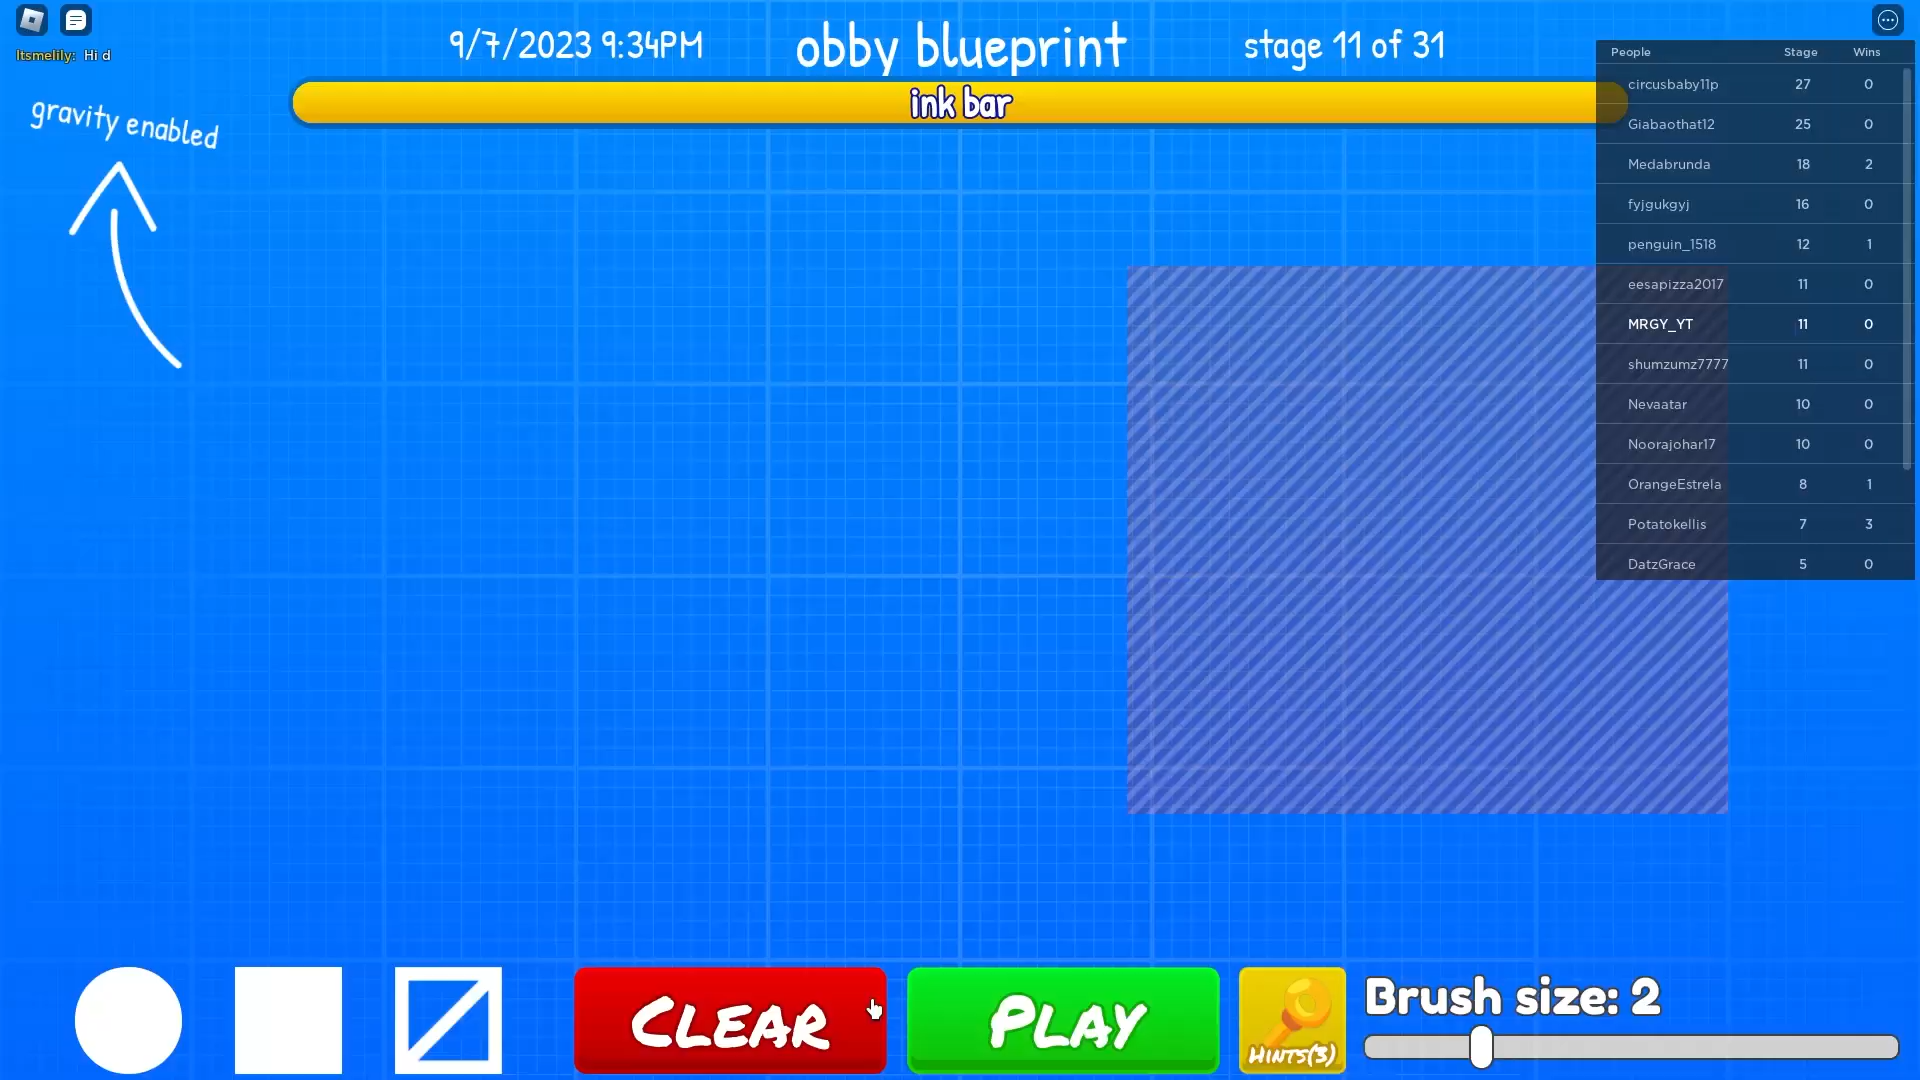 Itsmelily: Hi d
9/7/2023 9:34PM
obby blueprint
stage 11 of 31
ink bar
gravity enabled
People Stage Wins
circusbaby11p 27 0
Giabaothat12 25 0
Medabrunda 18 2
fyjgukgyj 16 0
penguin_1518 12 1
eesapizza2017 11 0
MRGY_YT 11 0
shumzumz7777 11 0
Nevaatar 10 0
Noorajohar17 10 0
OrangeEstrela 8 1
Potatokellis 7 3
DatzGrace 5 0
CLEAR
PLAY
HINTS(3)
Brush size: 2